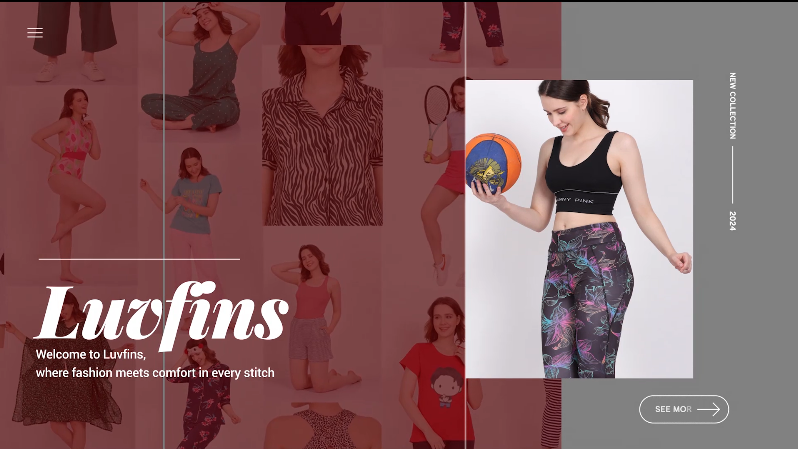 Luvfins
Welcome to Luvfins,
where fashion meets comfort in every stitch
NEW COLLECTION
2024
SEE MOR